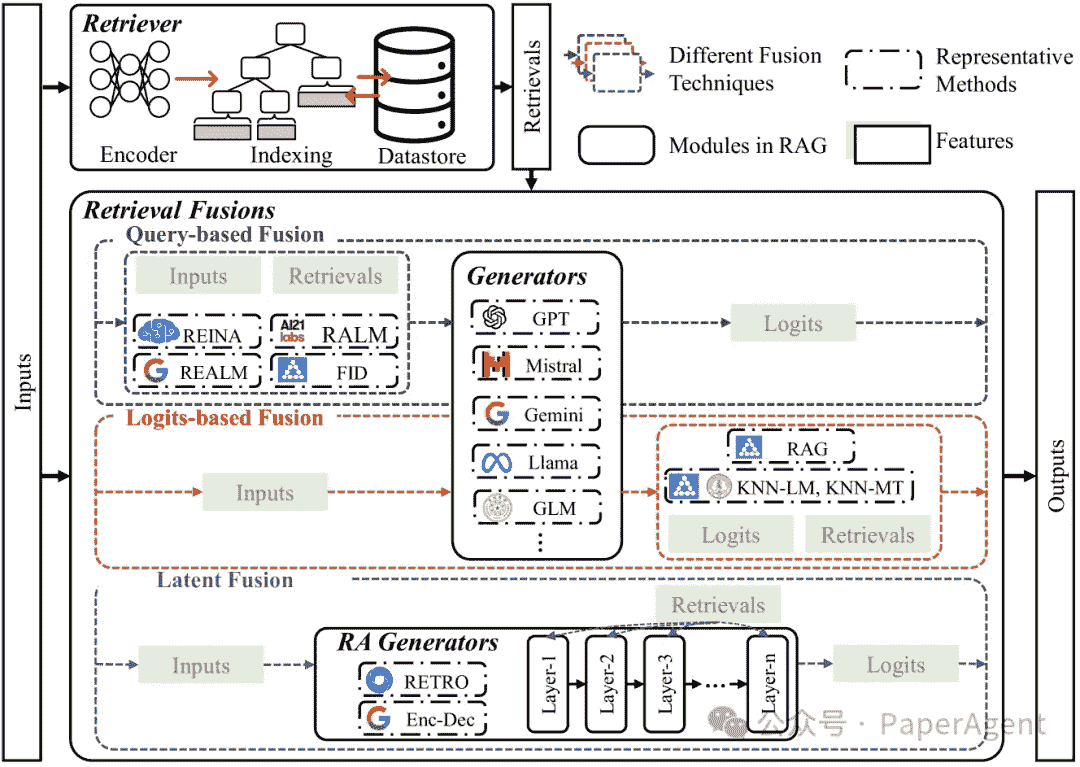 Retriever
Encoder
Indexing
Datastore
Retrievals
Different Fusion
Techniques
Representative
Methods
Modules in RAG
Features
Inputs
Retrieval Fusions
Query-based Fusion
Inputs
Retrievals
REINA
AI21
labs
RALM
REALM
FID
Generators
GPT
Mistral
Gemini
Llama
GLM
Logits
Logits-based Fusion
Inputs
RAG
KNN-LM, KNN-MT
Logits
Retrievals
Latent Fusion
Inputs
RA Generators
RETRO
Enc-Dec
Retrievals
Layer-1
Layer-2
Layer-3
Layer-n
Logits
Outputs
公众号 · PaperAgent